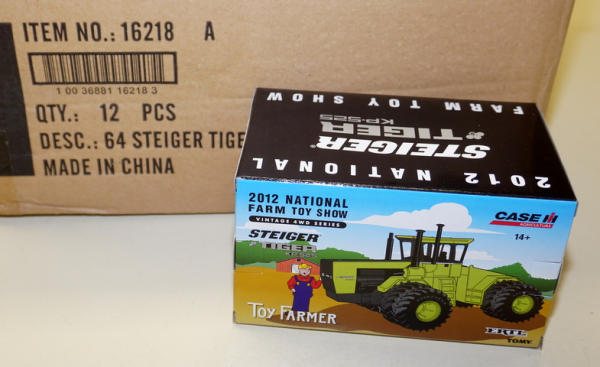 ITEM NO.: 16218 A
1 00 36881 16218 3
QTY.: 12 PCS
DESC.: 64 STEIGER TIGE
MADE IN CHINA
2012 NATIONAL
FARM TOY SHOW
STEIGER
TIGER
KP-525
2012 NATIONAL
FARM TOY SHOW
VINTAGE 4WD SERIES
STEIGER
TIGER
KP-525
CASE IH
AGRICULTURE
14+
TOY FARMER
ERTL
TOMY